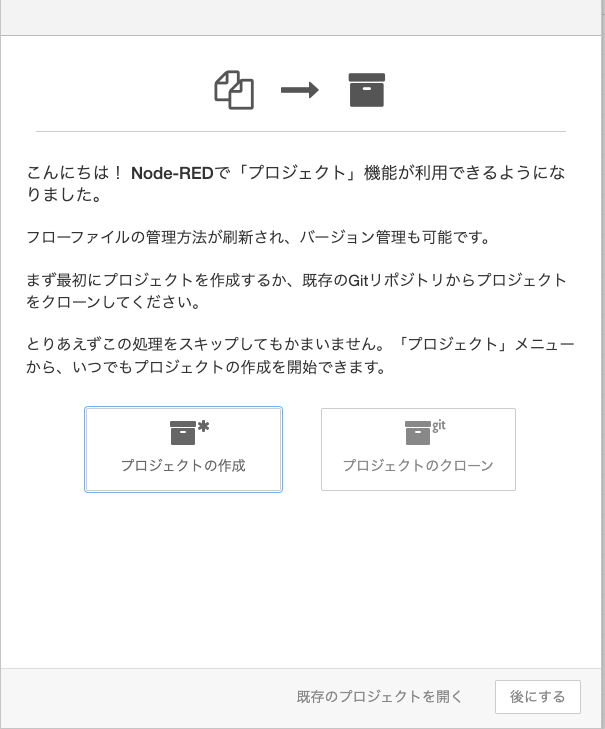 こんにちは！ Node-REDで「プロジェクト」機能が利用できるようにな
りました。
フローファイルの管理方法が刷新され、バージョン管理も可能です。
まず最初にプロジェクトを作成するか、既存のGitリポジトリからプロジェクト
をクローンしてください。
とりあえずこの処理をスキップしてもかまいません。「プロジェクト」メニュー
から、いつでもプロジェクトの作成を開始できます。
プロジェクトの作成
git
プロジェクトのクローン
既存のプロジェクトを開く
後にする